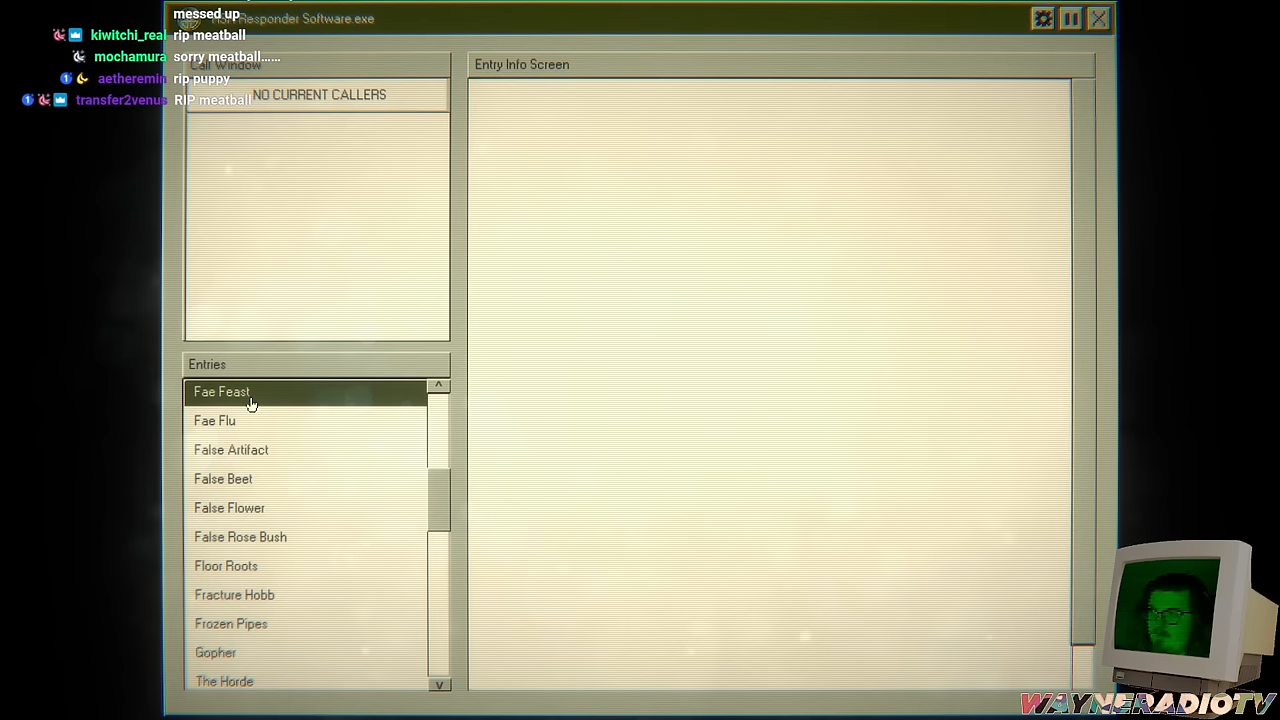 messed up
Responder Software.exe
kiwitchi_real rip meatball
mochamura sorry meatball……
Call Window
Entry Info Screen
aetheremin rip puppy
NO CURRENT CALLERS
transfer2venus RIP meatball
Entries
Fae Feast
Fae Flu
False Artifact
False Beet
False Flower
False Rose Bush
Floor Roots
Fracture Hobb
Frozen Pipes
Gopher
The Horde
WAYNERADIOTV